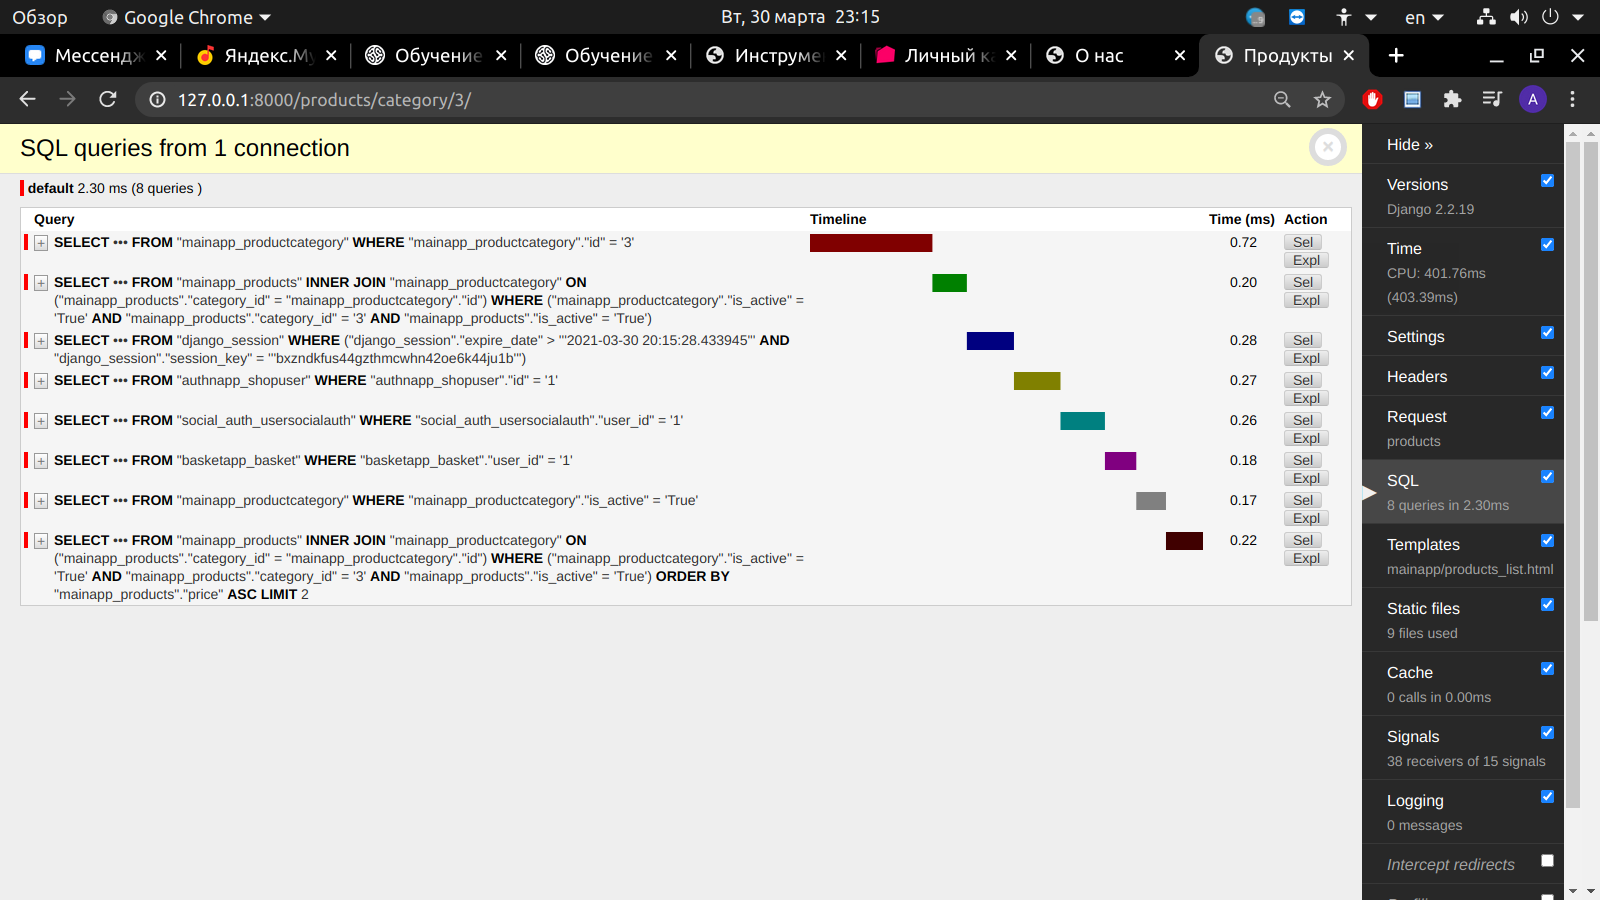 Обзор
Google Chrome
Вт, 30 марта 23:15
en
Мессендж
Яндекс.Му
Обучение
Обучение
Инструме
Личный ка
О нас
Продукты
127.0.0.1:8000/products/category/3/
A
SQL queries from 1 connection
default 2.30 ms (8 queries )
Query Timeline Time (ms) Action
+ SELECT ••• FROM "mainapp_productcategory" WHERE "mainapp_productcategory"."id" = '3' 0.72 Sel
Expl
+ SELECT ••• FROM "mainapp_products" INNER JOIN "mainapp_productcategory" ON 0.20 Sel
("mainapp_products"."category_id" = "mainapp_productcategory"."id") WHERE ("mainapp_productcategory"."is_active" = Expl
'True' AND "mainapp_products"."category_id" = '3' AND "mainapp_products"."is_active" = 'True')
+ SELECT ••• FROM "django_session" WHERE ("django_session"."expire_date" > '"2021-03-30 20:15:28.433945"' AND 0.28 Sel
"django_session"."session_key" = '"bxzndkfus44gzthmcwhn42oe6k44ju1b"') Expl
+ SELECT ••• FROM "authnapp_shopuser" WHERE "authnapp_shopuser"."id" = '1' 0.27 Sel
Expl
+ SELECT ••• FROM "social_auth_usersocialauth" WHERE "social_auth_usersocialauth"."user_id" = '1' 0.26 Sel
Expl
+ SELECT ••• FROM "basketapp_basket" WHERE "basketapp_basket"."user_id" = '1' 0.18 Sel
Expl
+ SELECT ••• FROM "mainapp_productcategory" WHERE "mainapp_productcategory"."is_active" = 'True' 0.17 Sel
Expl
+ SELECT ••• FROM "mainapp_products" INNER JOIN "mainapp_productcategory" ON 0.22 Sel
("mainapp_products"."category_id" = "mainapp_productcategory"."id") WHERE ("mainapp_productcategory"."is_active" = Expl
'True' AND "mainapp_products"."category_id" = '3' AND "mainapp_products"."is_active" = 'True') ORDER BY
"mainapp_products"."price" ASC LIMIT 2
Hide »
Versions
Django 2.2.19
Time
CPU: 401.76ms
(403.39ms)
Settings
Headers
Request
products
SQL
8 queries in 2.30ms
Templates
mainapp/products_list.html
Static files
9 files used
Cache
0 calls in 0.00ms
Signals
38 receivers of 15 signals
Logging
0 messages
Intercept redirects